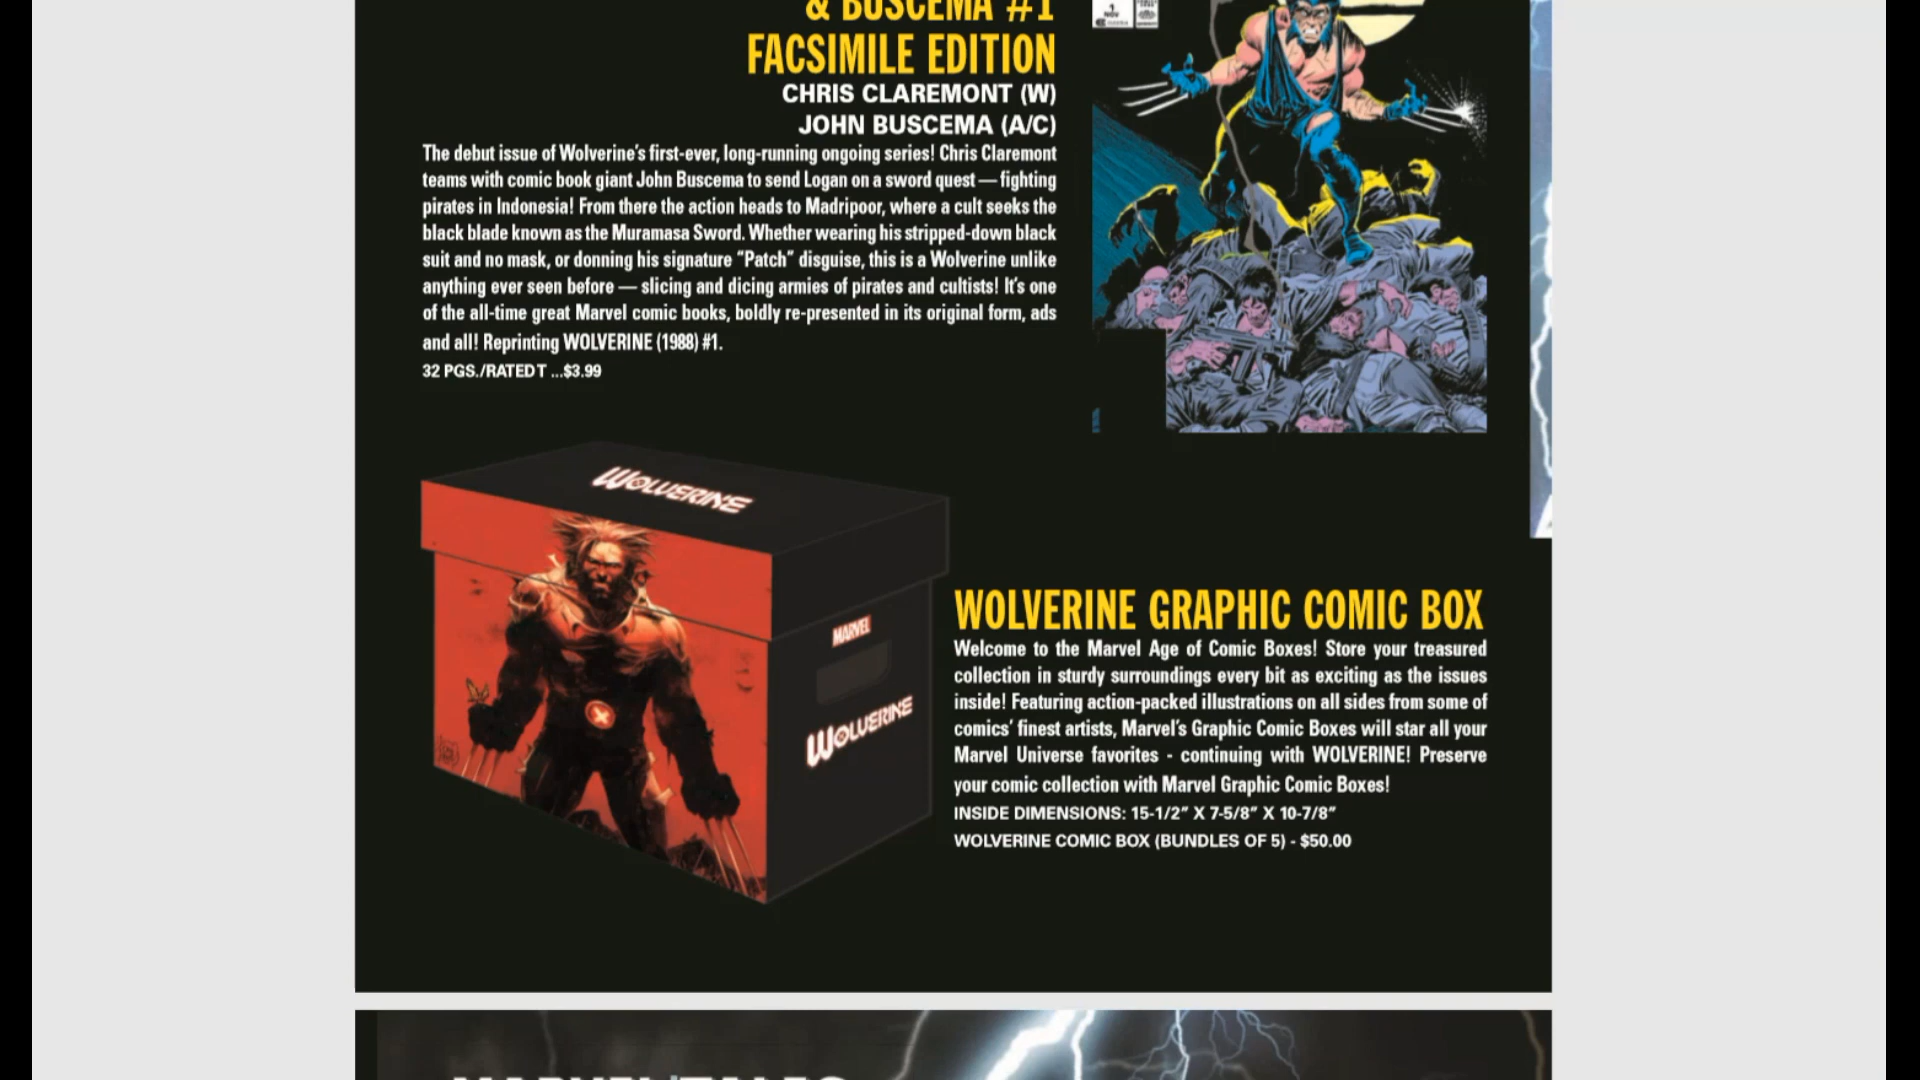 & BUSCEMA #1
FACSIMILE EDITION
CHRIS CLAREMONT (W)
JOHN BUSCEMA (A/C)
The debut issue of Wolverine's first-ever, long-running ongoing series! Chris Claremont
teams with comic book giant John Buscema to send Logan on a sword quest — fighting
pirates in Indonesia! From there the action heads to Madripoor, where a cult seeks the
black blade known as the Muramasa Sword. Whether wearing his stripped-down black
suit and no mask, or donning his signature "Patch" disguise, this is a Wolverine unlike
anything ever seen before — slicing and dicing armies of pirates and cultists! It's one
of the all-time great Marvel comic books, boldly re-presented in its original form, ads
and all! Reprinting WOLVERINE (1988) #1.
32 PGS./RATED T ...$3.99
1
NOV
WOLVERINE
MARVEL
WOLVERINE
WOLVERINE GRAPHIC COMIC BOX
Welcome to the Marvel Age of Comic Boxes! Store your treasured
collection in sturdy surroundings every bit as exciting as the issues
inside! Featuring action-packed illustrations on all sides from some of
comics' finest artists, Marvel's Graphic Comic Boxes will star all your
Marvel Universe favorites - continuing with WOLVERINE! Preserve
your comic collection with Marvel Graphic Comic Boxes!
INSIDE DIMENSIONS: 15-1/2" X 7-5/8" X 10-7/8"
WOLVERINE COMIC BOX (BUNDLES OF 5) - $50.00